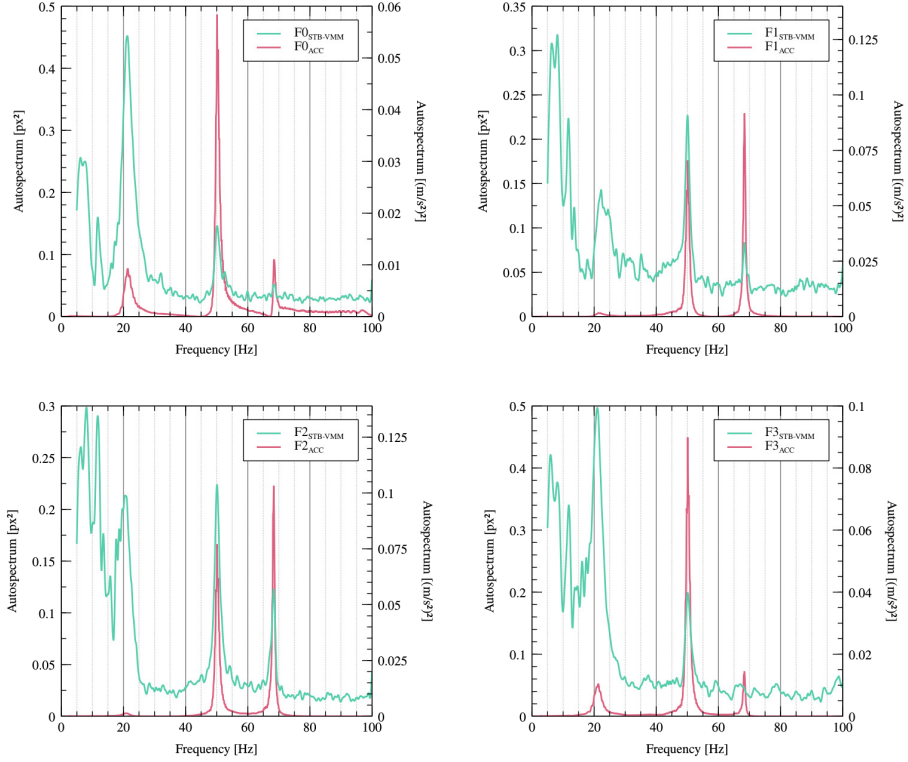 0.5
0.4
0.3
0.2
0.1
0
0.06
0.05
0.04
0.03
0.02
0.01
0
0 20 40 60 80 100
Frequency [Hz]
Autospectrum [px²]
Autospectrum [(m/s²)²]
F0STB-VMM
F0ACC
0.35
0.3
0.25
0.2
0.15
0.1
0.05
0
0.125
0.1
0.075
0.05
0.025
0
0 20 40 60 80 100
Frequency [Hz]
Autospectrum [px²]
Autospectrum [(m/s²)²]
F1STB-VMM
F1ACC
0.3
0.25
0.2
0.15
0.1
0.05
0
0.125
0.1
0.075
0.05
0.025
0
0 20 40 60 80 100
Frequency [Hz]
Autospectrum [px²]
Autospectrum [(m/s²)²]
F2STB-VMM
F2ACC
0.5
0.4
0.3
0.2
0.1
0
0.1
0.08
0.06
0.04
0.02
0
0 20 40 60 80 100
Frequency [Hz]
Autospectrum [px²]
Autospectrum [(m/s²)²]
F3STB-VMM
F3ACC